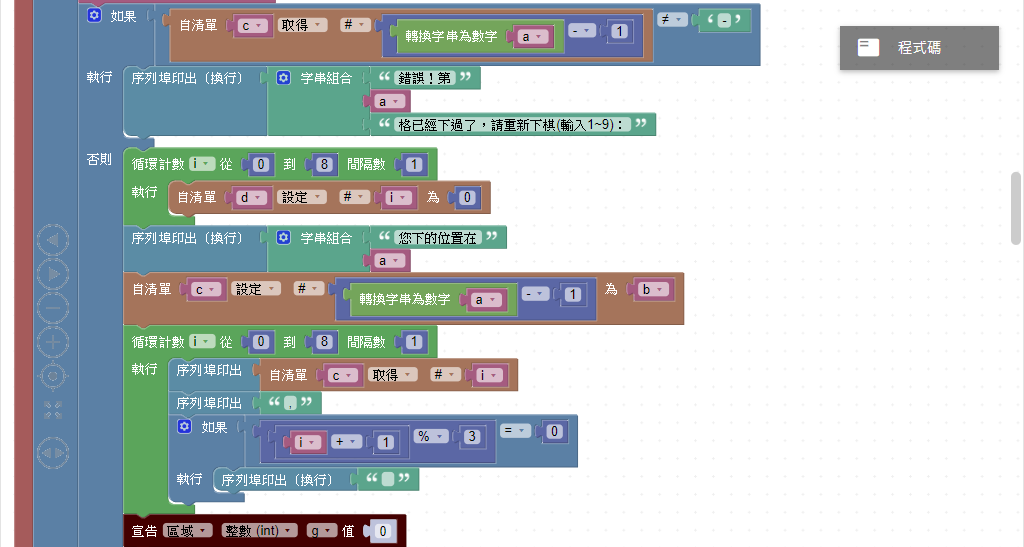 如果 自清單 c 取得 # 轉換字串為數字 a - 1 ≠ “ - ”
程式碼
執行 序列埠印出（換行） 字串組合 “ 錯誤！第 ”
a
“ 格已經下過了，請重新下棋(輸入1~9)： ”
否則 循環計數 i 從 0 到 8 間隔數 1
執行 自清單 d 設定 # i 為 0
序列埠印出（換行） 字串組合 “ 您下的位置在 ”
a
自清單 c 設定 # 轉換字串為數字 a - 1 為 b
循環計數 i 從 0 到 8 間隔數 1
執行 序列埠印出 自清單 c 取得 # i
序列埠印出 “ , ”
如果 i + 1 % 3 = 0
執行 序列埠印出（換行） “ ”
宣告 區域 整數 (int) g 值 0